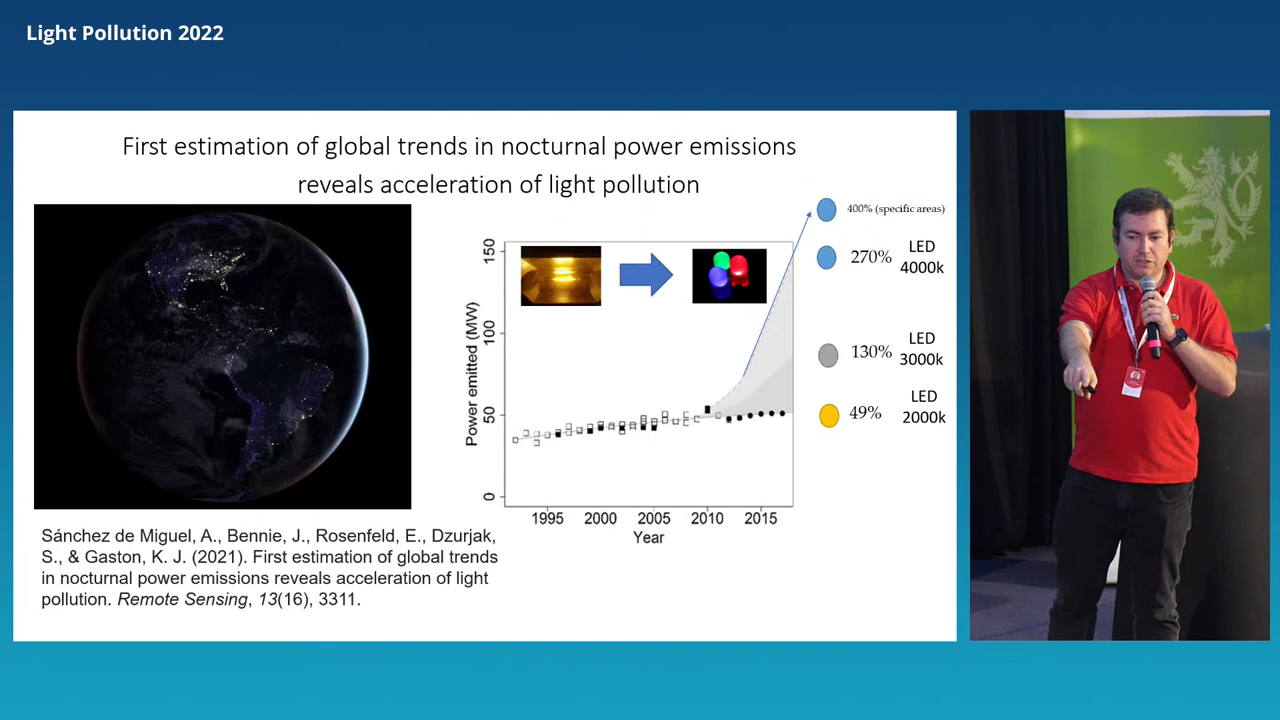 Light Pollution 2022
First estimation of global trends in nocturnal power emissions
reveals acceleration of light pollution
400% (specific areas)
270%
LED
4000k
130%
LED
3000k
49%
LED
2000k
Power emitted (MW)
150
100
50
0
1995 2000 2005 2010 2015
Year
Sánchez de Miguel, A., Bennie, J., Rosenfeld, E., Dzurjak,
S., & Gaston, K. J. (2021). First estimation of global trends
in nocturnal power emissions reveals acceleration of light
pollution. Remote Sensing, 13(16), 3311.